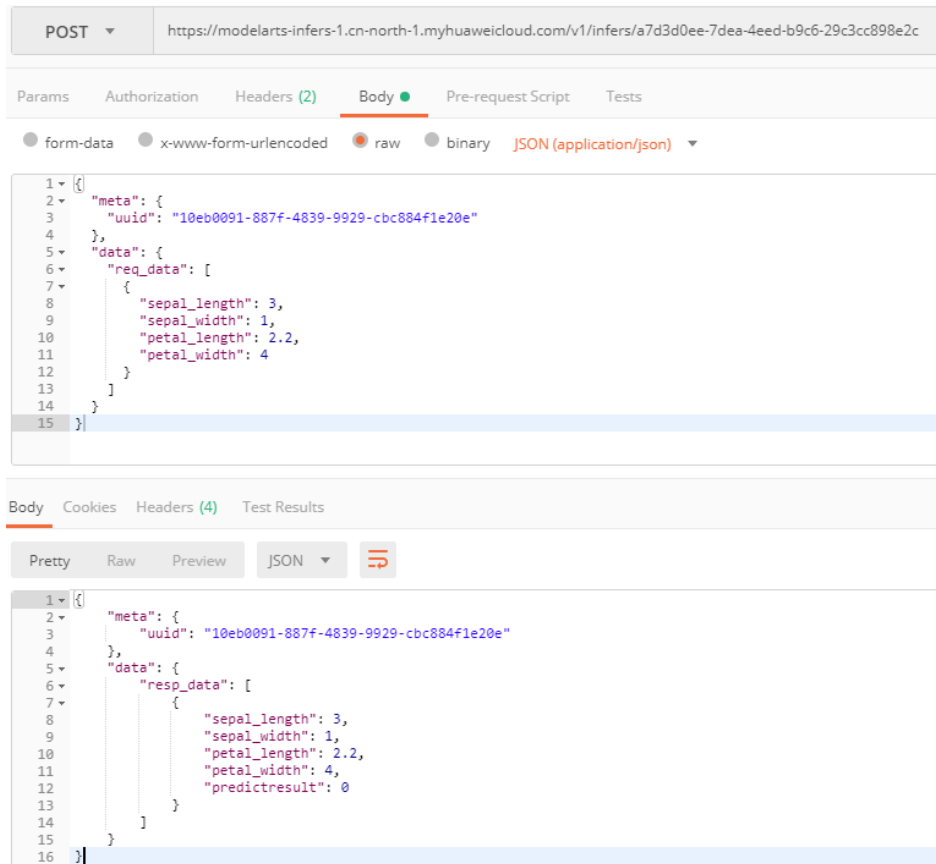 POST https://modelarts-infers-1.cn-north-1.myhuaweicloud.com/v1/infers/a7d3d0ee-7dea-4eed-b9c6-29c3cc898e2c
Params Authorization Headers (2) Body Pre-request Script Tests
form-data x-www-form-urlencoded raw binary JSON (application/json)
1 {
2 "meta": {
3 "uuid": "10eb0091-887f-4839-9929-cbc884f1e20e"
4 },
5 "data": {
6 "req_data": [
7 {
8 "sepal_length": 3,
9 "sepal_width": 1,
10 "petal_length": 2.2,
11 "petal_width": 4
12 }
13 ]
14 }
15 }
Body Cookies Headers (4) Test Results
Pretty Raw Preview JSON
1 {
2 "meta": {
3 "uuid": "10eb0091-887f-4839-9929-cbc884f1e20e"
4 },
5 "data": {
6 "resp_data": [
7 {
8 "sepal_length": 3,
9 "sepal_width": 1,
10 "petal_length": 2.2,
11 "petal_width": 4,
12 "predictresult": 0
13 }
14 ]
15 }
16 }